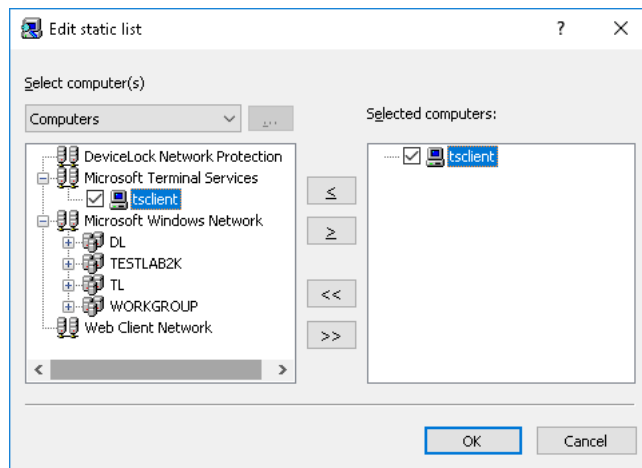 Edit static list
?
Select computer(s)
Computers
...
Selected computers:
DeviceLock Network Protection
Microsoft Terminal Services
tsclient
Microsoft Windows Network
DL
TESTLAB2K
TL
WORKGROUP
Web Client Network
<
>
<<
>>
tsclient
OK
Cancel